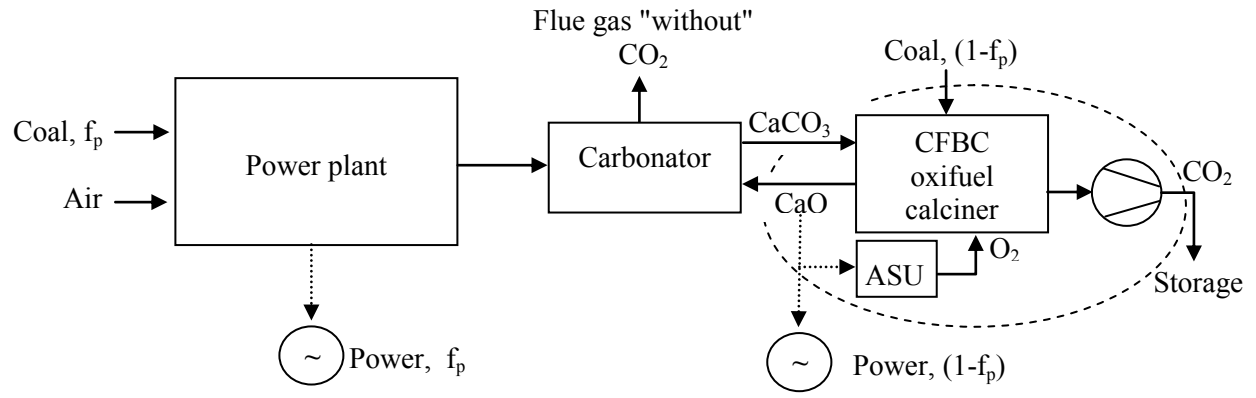 Flue gas "without"
CO₂
Coal, (1-fₚ)
Coal, fₚ
Air
Power plant
Carbonator
CaCO₃
CaO
CFBC
oxifuel
calciner
CO₂
O₂
ASU
Storage
~
Power, fₚ
~
Power, (1-fₚ)